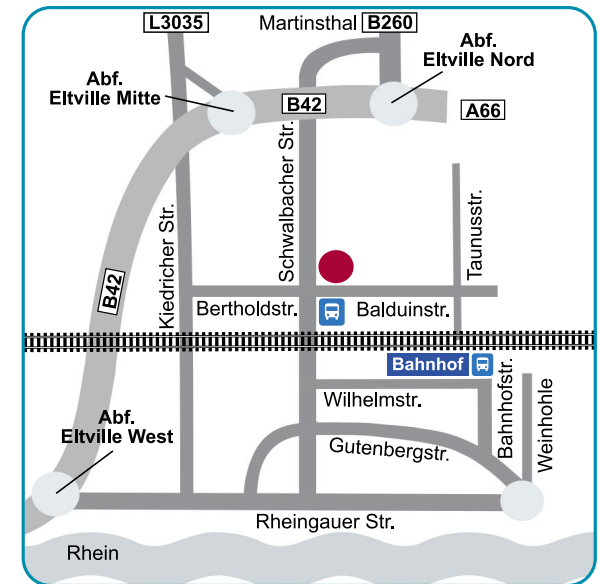 L3035
Martinsthal B260
Abf.
Eltville Nord
Abf.
Eltville Mitte
B42
A66
Schwalbacher Str.
Kiedricher Str.
Taunusstr.
B42
Bertholdstr.
Balduinstr.
Bahnhof
Wilhelmstr.
Bahnhofstr.
Weinhohle
Abf.
Eltville West
Gutenbergstr.
Rheingauer Str.
Rhein